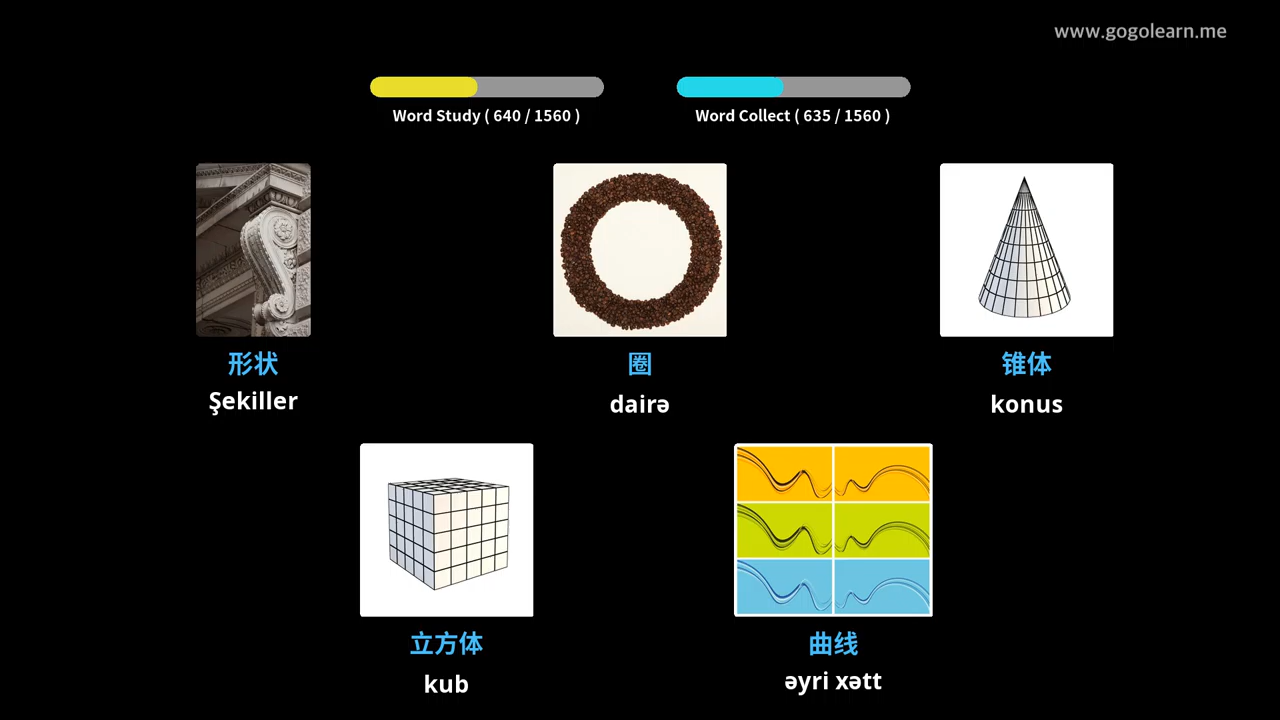 www.gogolearn.me
Word Study ( 640 / 1560 )
Word Collect ( 635 / 1560 )
形状
Şekiller
圈
dairə
锥体
konus
立方体
kub
曲线
əyri xətt